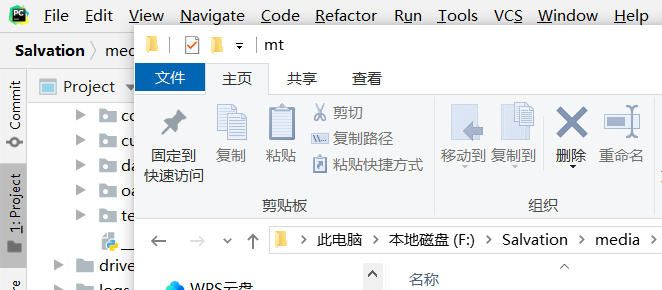 File Edit View Navigate Code Refactor Run Tools VCS Window Help
Salvation
mt
文件 主页 共享 查看
Commit
Project
1: Project
co
cu
da
oa
te
drive
固定到
快速访问
复制
粘贴
剪切
复制路径
粘贴快捷方式
剪贴板
移动到
复制到
删除
重命名
组织
此电脑 本地磁盘 (F:) Salvation media
WPS云盘
名称